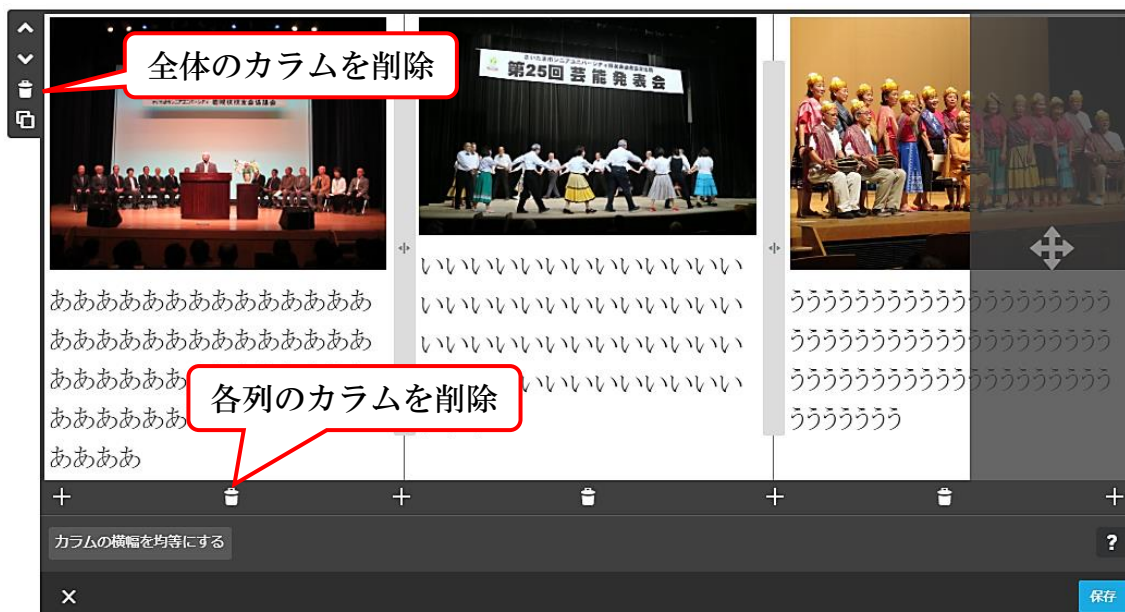 全体のカラムを削除
第25回 芸能発表会
ああああああああああああああ
ああああああああああああああ
ああああああ
ああああああ
ああああ
いいいいいいいいいいいいいい
いいいいいいいいいいいいいい
いいいいいいいいいいいいいい
いいいいいいいいい
うううううううううううううううううううう
うううううううううううううううううううう
うううううううううううううううううううう
ううううううう
各列のカラムを削除
カラムの横幅を均等にする
?
保存